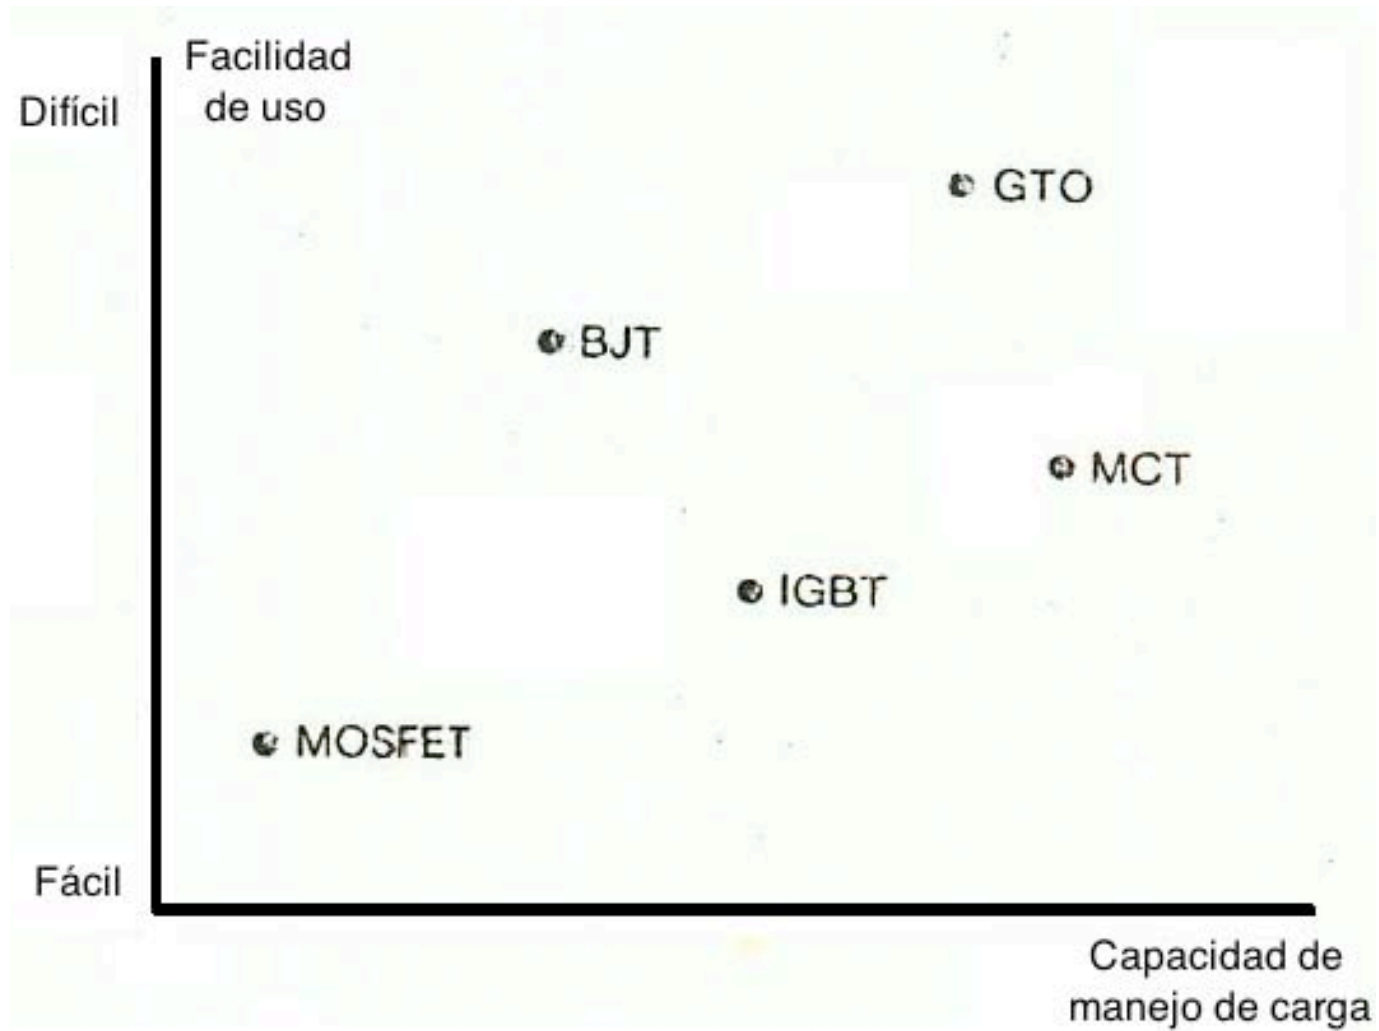 Facilidad
de uso
Difícil
GTO
BJT
MCT
IGBT
MOSFET
Fácil
Capacidad de
manejo de carga